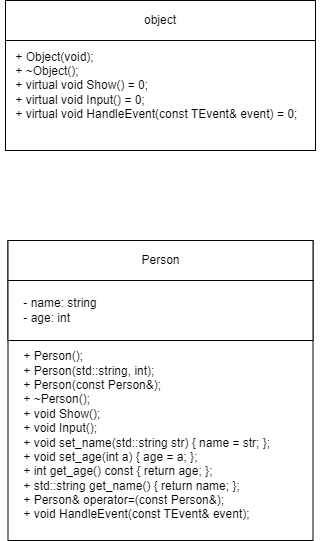 object
+ Object(void);
+ ~Object();
+ virtual void Show() = 0;
+ virtual void Input() = 0;
+ virtual void HandleEvent(const TEvent& event) = 0;
Person
- name: string
- age: int
+ Person();
+ Person(std::string, int);
+ Person(const Person&);
+ ~Person();
+ void Show();
+ void Input();
+ void set_name(std::string str) { name = str; };
+ void set_age(int a) { age = a; };
+ int get_age() const { return age; };
+ std::string get_name() { return name; };
+ Person& operator=(const Person&);
+ void HandleEvent(const TEvent& event);